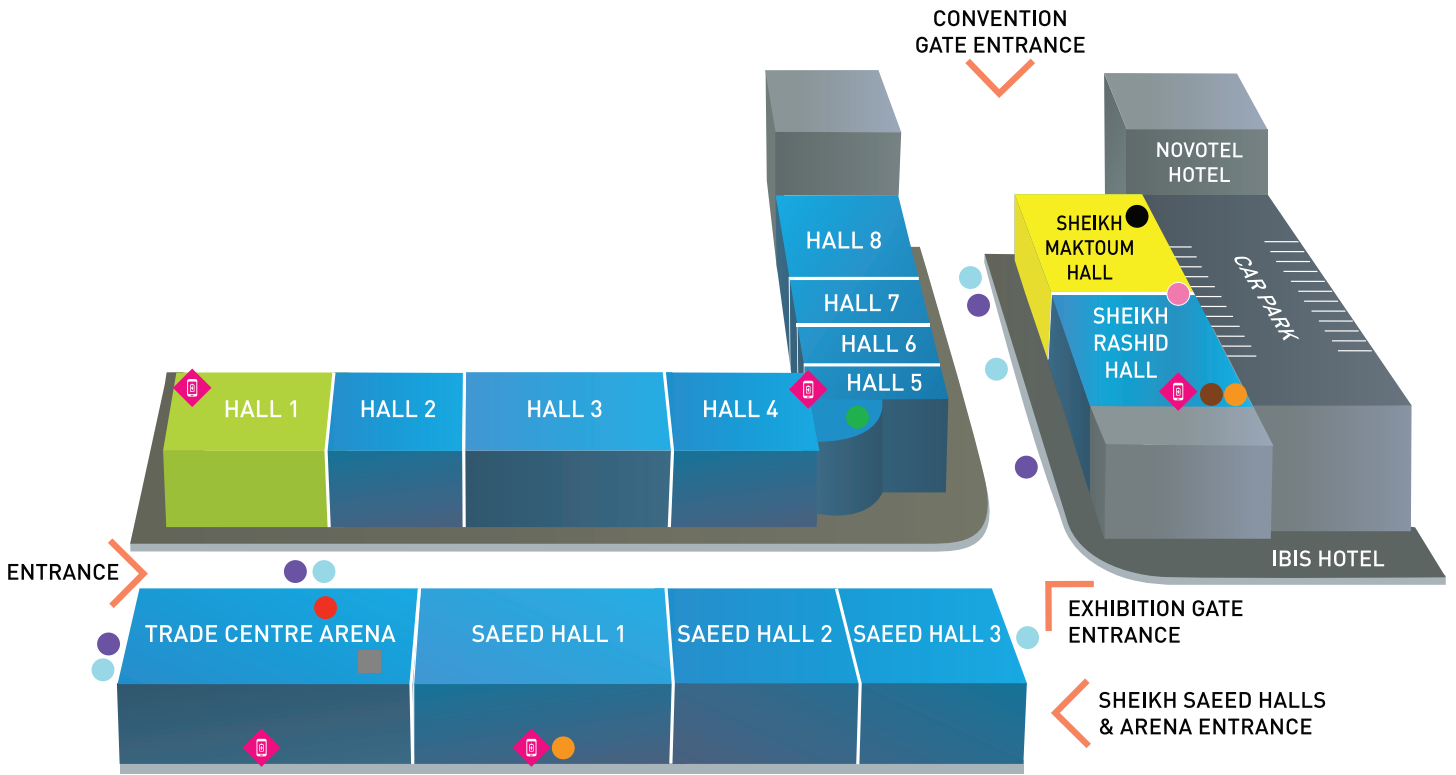 CONVENTION
GATE ENTRANCE
NOVOTEL
HOTEL
SHEIKH
MAKTOUM
HALL
CAR PARK
HALL 8
HALL 7
HALL 6
HALL 5
SHEIKH
RASHID
HALL
HALL 1
HALL 2
HALL 3
HALL 4
IBIS HOTEL
ENTRANCE
TRADE CENTRE ARENA
SAEED HALL 1
SAEED HALL 2
SAEED HALL 3
EXHIBITION GATE
ENTRANCE
SHEIKH SAEED HALLS
& ARENA ENTRANCE